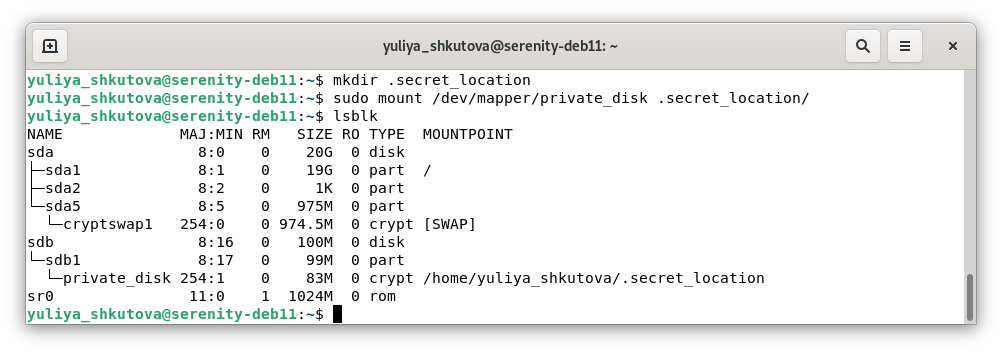 yuliya_shkutova@serenity-deb11: ~
yuliya_shkutova@serenity-deb11:~$ mkdir .secret_location
yuliya_shkutova@serenity-deb11:~$ sudo mount /dev/mapper/private_disk .secret_location/
yuliya_shkutova@serenity-deb11:~$ lsblk
NAME             MAJ:MIN RM   SIZE RO TYPE  MOUNTPOINT
sda                8:0    0    20G  0 disk
├─sda1             8:1    0    19G  0 part  /
├─sda2             8:2    0     1K  0 part
└─sda5             8:5    0   975M  0 part
  └─cryptswap1   254:0    0 974.5M  0 crypt [SWAP]
sdb                8:16   0   100M  0 disk
└─sdb1             8:17   0    99M  0 part
  └─private_disk 254:1    0    83M  0 crypt /home/yuliya_shkutova/.secret_location
sr0               11:0    1  1024M  0 rom
yuliya_shkutova@serenity-deb11:~$